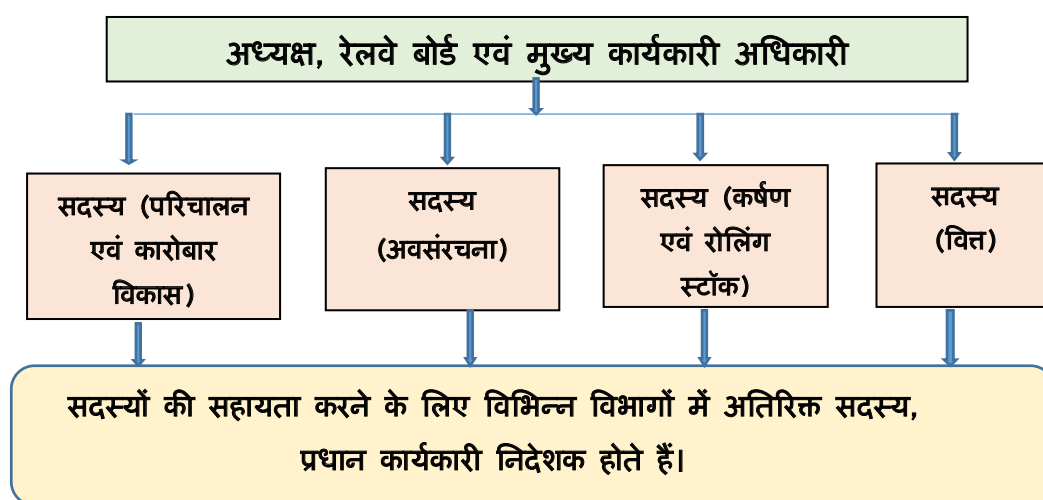 अध्यक्ष, रेलवे बोर्ड एवं मुख्य कार्यकारी अधिकारी
सदस्य (परिचालन
एवं कारोबार
विकास)
सदस्य
(अवसंरचना)
सदस्य (कर्षण
एवं रोलिंग
स्टॉक)
सदस्य
(वित्त)
सदस्यों की सहायता करने के लिए विभिन्न विभागों में अतिरिक्त सदस्य,
प्रधान कार्यकारी निदेशक होते हैं।